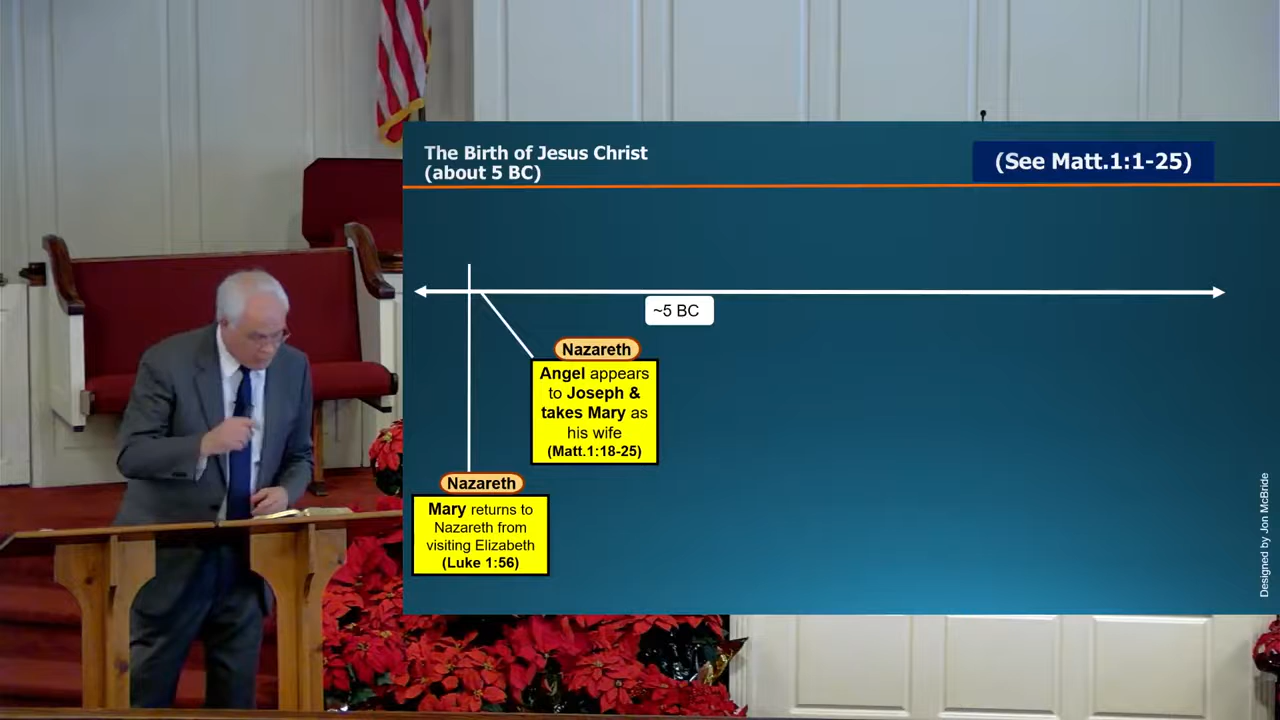 The Birth of Jesus Christ
(about 5 BC)
(See Matt.1:1-25)
~5 BC
Nazareth
Angel appears
to Joseph &
takes Mary as
his wife
(Matt.1:18-25)
Nazareth
Mary returns to
Nazareth from
visiting Elizabeth
(Luke 1:56)
Designed by Jon McBride